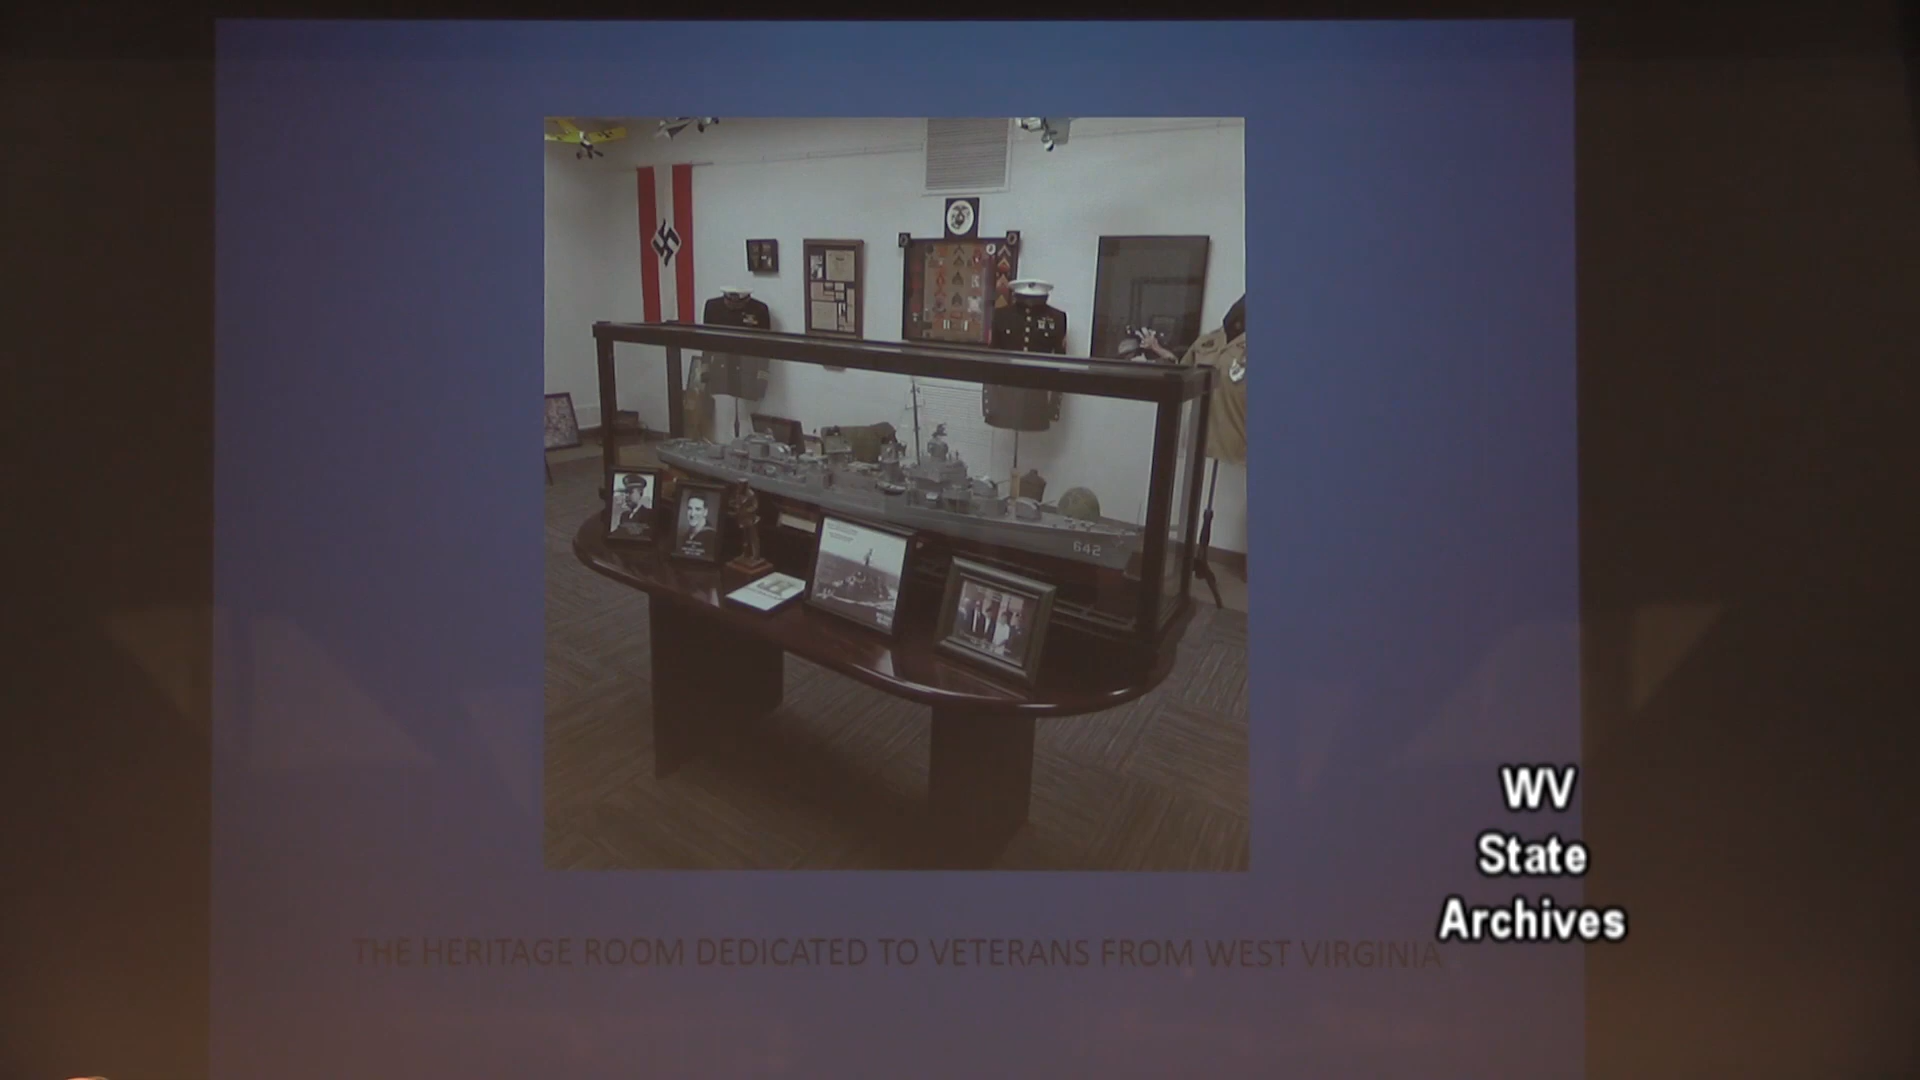 642
THE HERITAGE ROOM DEDICATED TO VETERANS FROM WEST VIRGINIA
WV
State
Archives